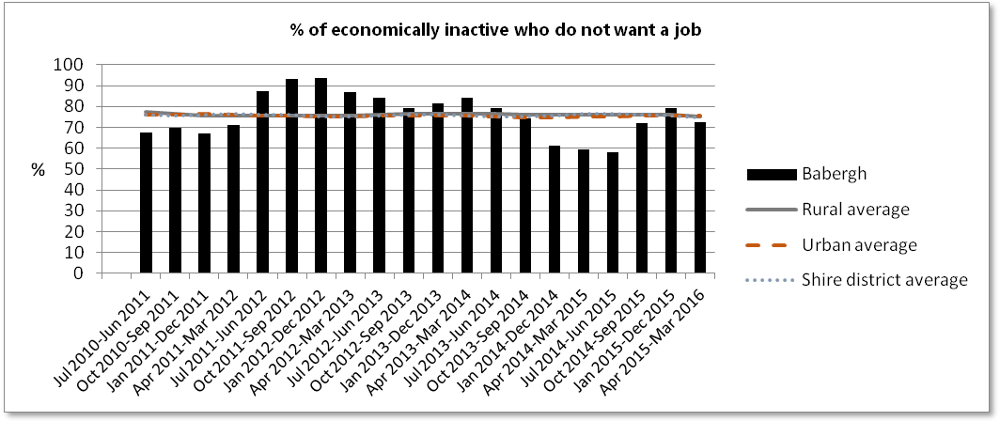 % of economically inactive who do not want a job
100
90
80
70
60
50
40
30
20
10
0
%
Jul 2010-Jun 2011
Oct 2010-Sep 2011
Jan 2011-Dec 2011
Apr 2011-Mar 2012
Jul 2011-Jun 2012
Oct 2011-Sep 2012
Jan 2012-Dec 2012
Apr 2012-Mar 2013
Jul 2012-Jun 2013
Oct 2012-Sep 2013
Jan 2013-Dec 2013
Apr 2013-Mar 2014
Jul 2013-Jun 2014
Oct 2013-Sep 2014
Jan 2014-Dec 2014
Apr 2014-Mar 2015
Jul 2014-Jun 2015
Oct 2014-Sep 2015
Jan 2015-Dec 2015
Apr 2015-Mar 2016
Babergh
Rural average
Urban average
Shire district average